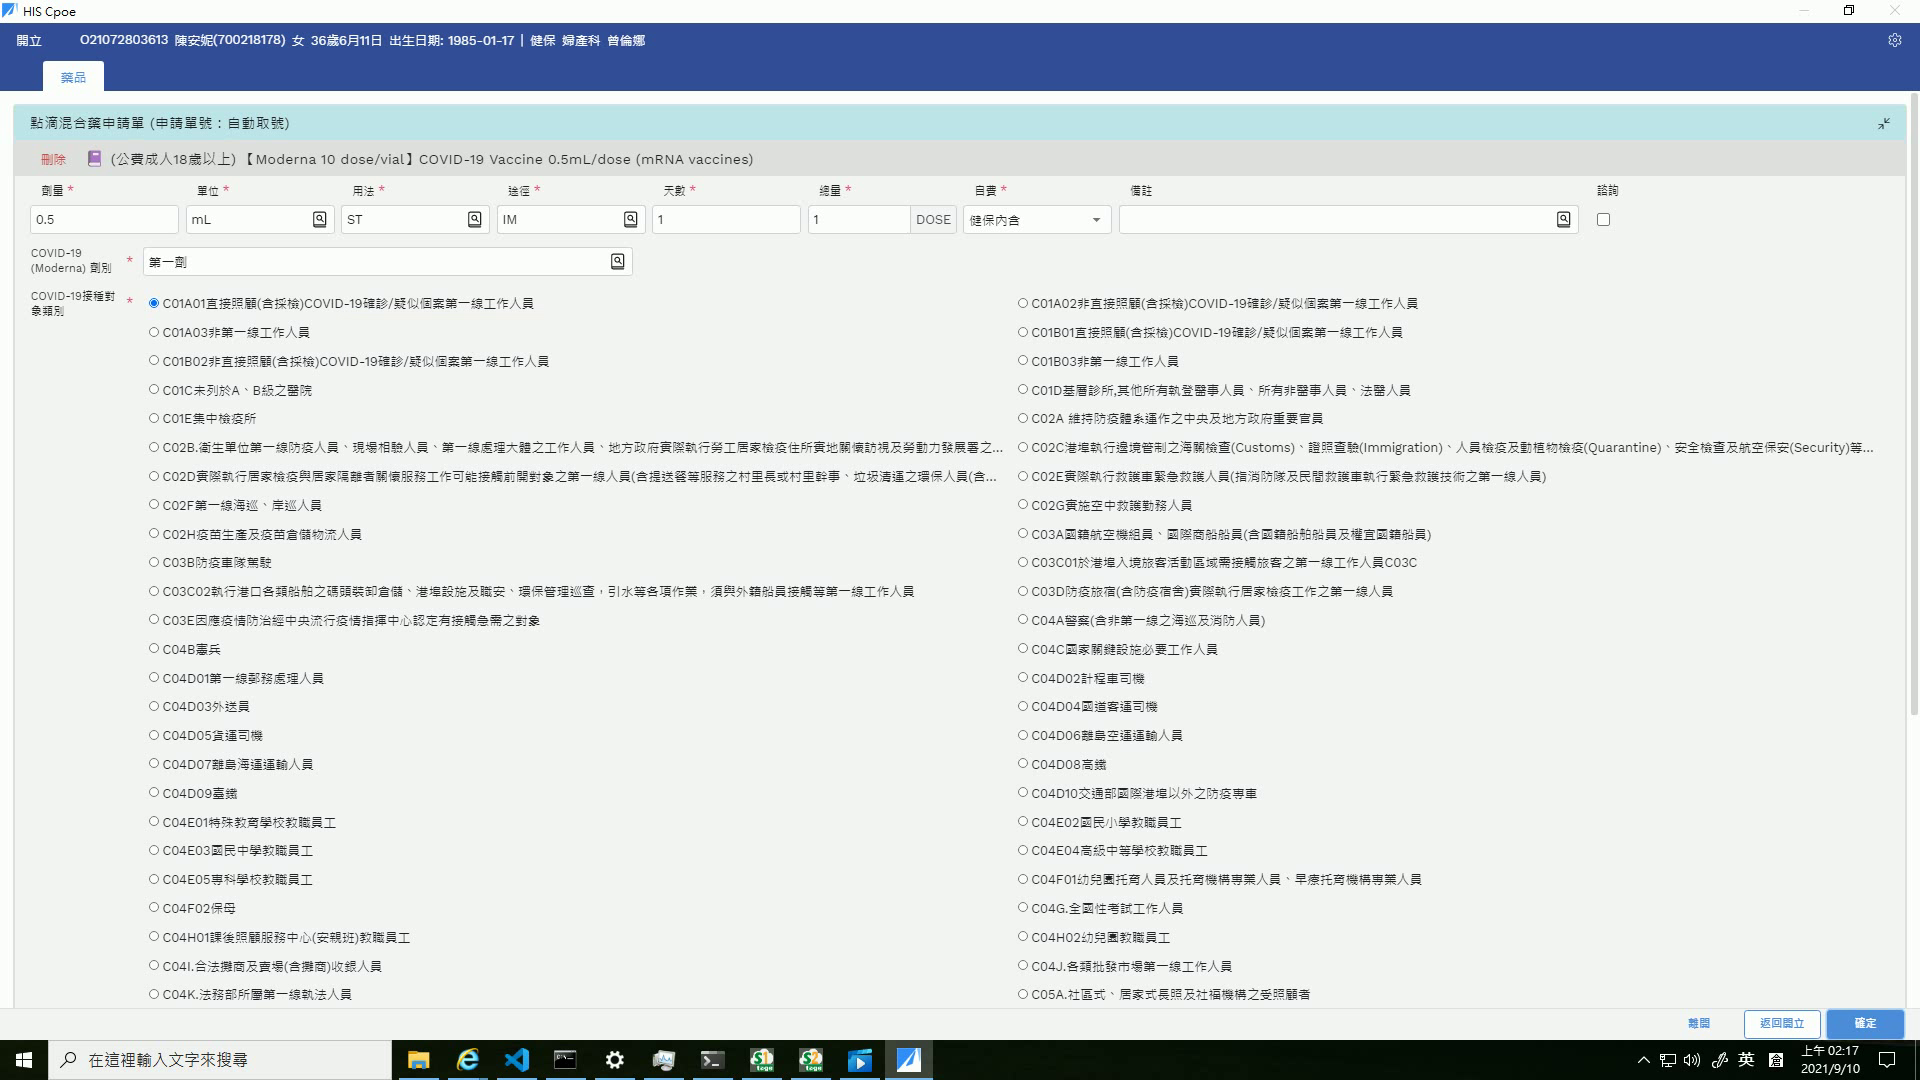 HIS Cpoe
開立 O21072803613 陳安妮(700218178) 女 36歲6月11日 出生日期: 1985-01-17 | 健保 婦產科 曾倫娜
藥品
點滴混合藥申請單 (申請單號：自動取號)
刪除 (公費成人18歲以上) 【Moderna 10 dose/vial】COVID-19 Vaccine 0.5mL/dose (mRNA vaccines)
劑量 * 單位 * 用法 * 途徑 * 天數 * 總量 * 自費 * 備註 諮詢
0.5 mL ST IM 1 1 DOSE 健保內含
COVID-19 (Moderna) 劑別 * 第一劑
COVID-19接種對象類別 *
C01A01直接照顧(含採檢)COVID-19確診/疑似個案第一線工作人員 C01A02非直接照顧(含採檢)COVID-19確診/疑似個案第一線工作人員
C01A03非第一線工作人員 C01B01直接照顧(含採檢)COVID-19確診/疑似個案第一線工作人員
C01B02非直接照顧(含採檢)COVID-19確診/疑似個案第一線工作人員 C01B03非第一線工作人員
C01C未列於A、B級之醫院 C01D基層診所,其他所有執登醫事人員、所有非醫事人員、法醫人員
C01E集中檢疫所 C02A 維持防疫體系運作之中央及地方政府重要官員
C02B.衛生單位第一線防疫人員、現場相驗人員、第一線處理大體之工作人員、地方政府實際執行勞工居家檢疫住所實地關懷訪視及勞動力發展署之... C02C港埠執行邊境管制之海關檢查(Customs)、證照查驗(Immigration)、人員檢疫及動植物檢疫(Quarantine)、安全檢查及航空保安(Security)等...
C02D實際執行居家檢疫與居家隔離者關懷服務工作可能接觸前開對象之第一線人員(含提送餐等服務之村里長或村里幹事、垃圾清運之環保人員(含... C02E實際執行救護車緊急救護人員(指消防隊及民間救護車執行緊急救護技術之第一線人員)
C02F第一線海巡、岸巡人員 C02G實施空中救護勤務人員
C02H疫苗生產及疫苗倉儲物流人員 C03A國籍航空機組員、國際商船船員(含國籍船舶船員及權宜國籍船員)
C03B防疫車隊駕駛 C03C01於港埠入境旅客活動區域需接觸旅客之第一線工作人員C03C
C03C02執行港口各類船舶之碼頭裝卸倉儲、港埠設施及職安、環保管理巡查，引水等各項作業，須與外籍船員接觸等第一線工作人員 C03D防疫旅宿(含防疫宿舍)實際執行居家檢疫工作之第一線人員
C03E因應疫情防治經中央流行疫情指揮中心認定有接觸急需之對象 C04A警察(含非第一線之海巡及消防人員)
C04B憲兵 C04C國家關鍵設施必要工作人員
C04D01第一線郵務處理人員 C04D02計程車司機
C04D03外送員 C04D04國道客運司機
C04D05貨運司機 C04D06離島空運運輸人員
C04D07離島海運運輸人員 C04D08高鐵
C04D09臺鐵 C04D10交通部國際港埠以外之防疫專車
C04E01特殊教育學校教職員工 C04E02國民小學教職員工
C04E03國民中學教職員工 C04E04高級中等學校教職員工
C04E05專科學校教職員工 C04F01幼兒園托育人員及托育機構專業人員、早療托育機構專業人員
C04F02保母 C04G.全國性考試工作人員
C04H01課後照顧服務中心(安親班)教職員工 C04H02幼兒園教職員工
C04I.合法攤商及賣場(含攤商)收銀人員 C04J.各類批發市場第一線工作人員
C04K.法務部所屬第一線執法人員 C05A.社區式、居家式長照及社福機構之受照顧者
離開 返回開立 確定
在這裡輸入文字來搜尋 英 倉 上午 02:17
2021/9/10